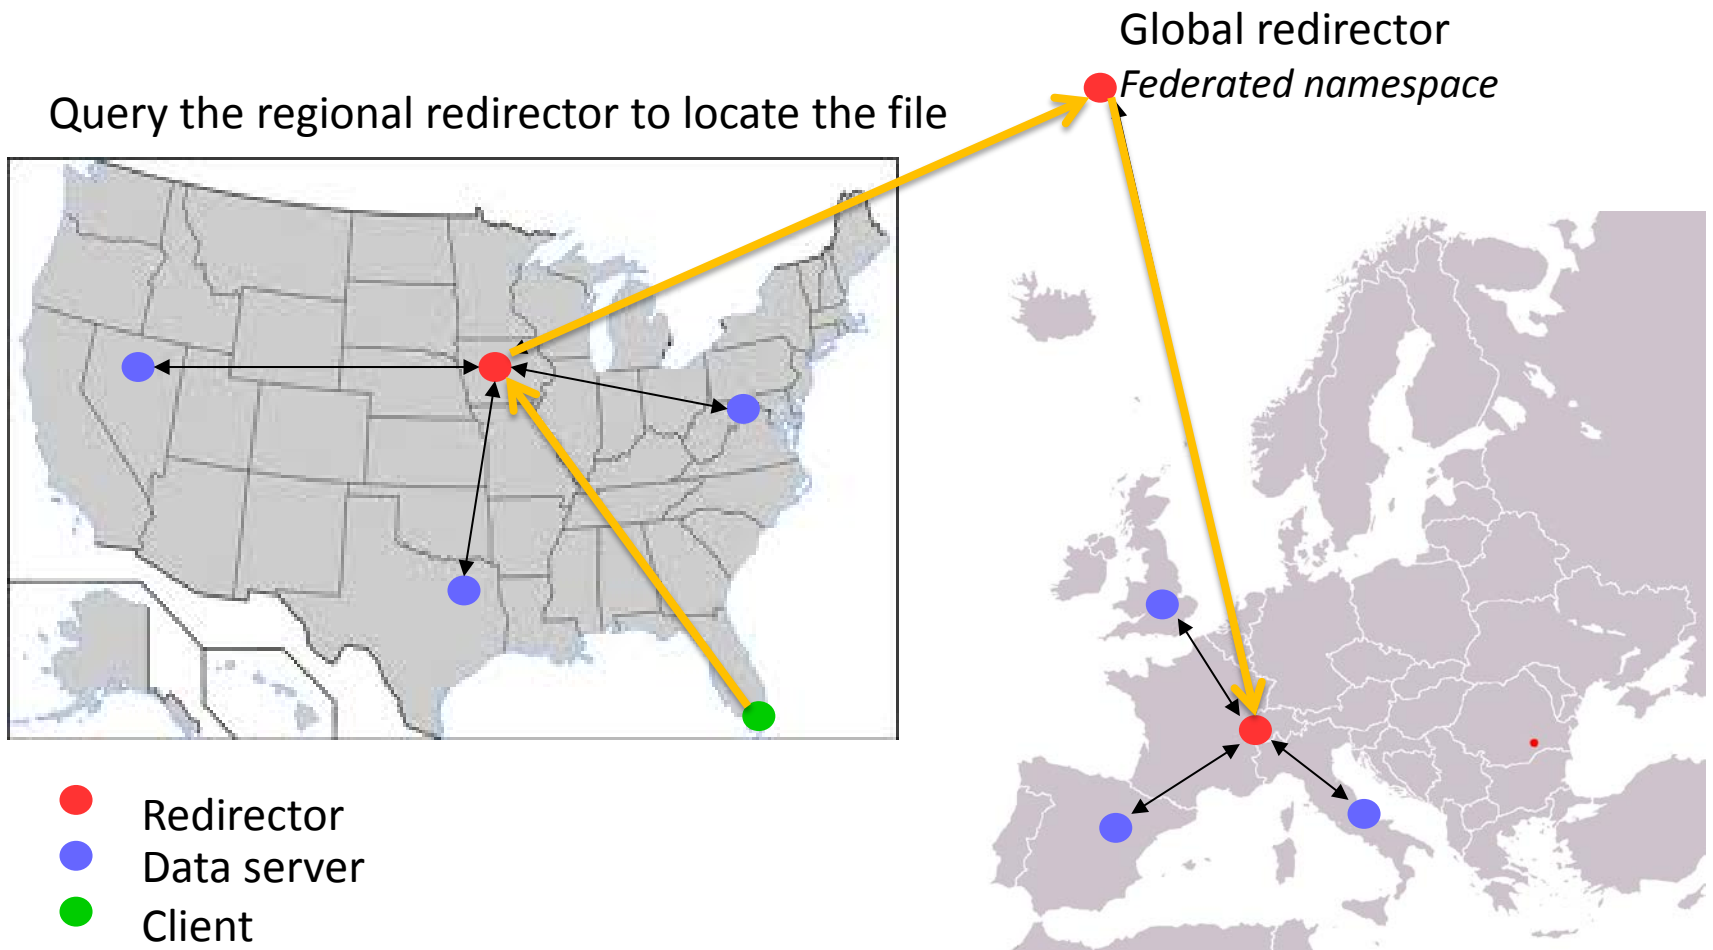 Global redirector
Federated namespace
Query the regional redirector to locate the file
Redirector
Data server
Client